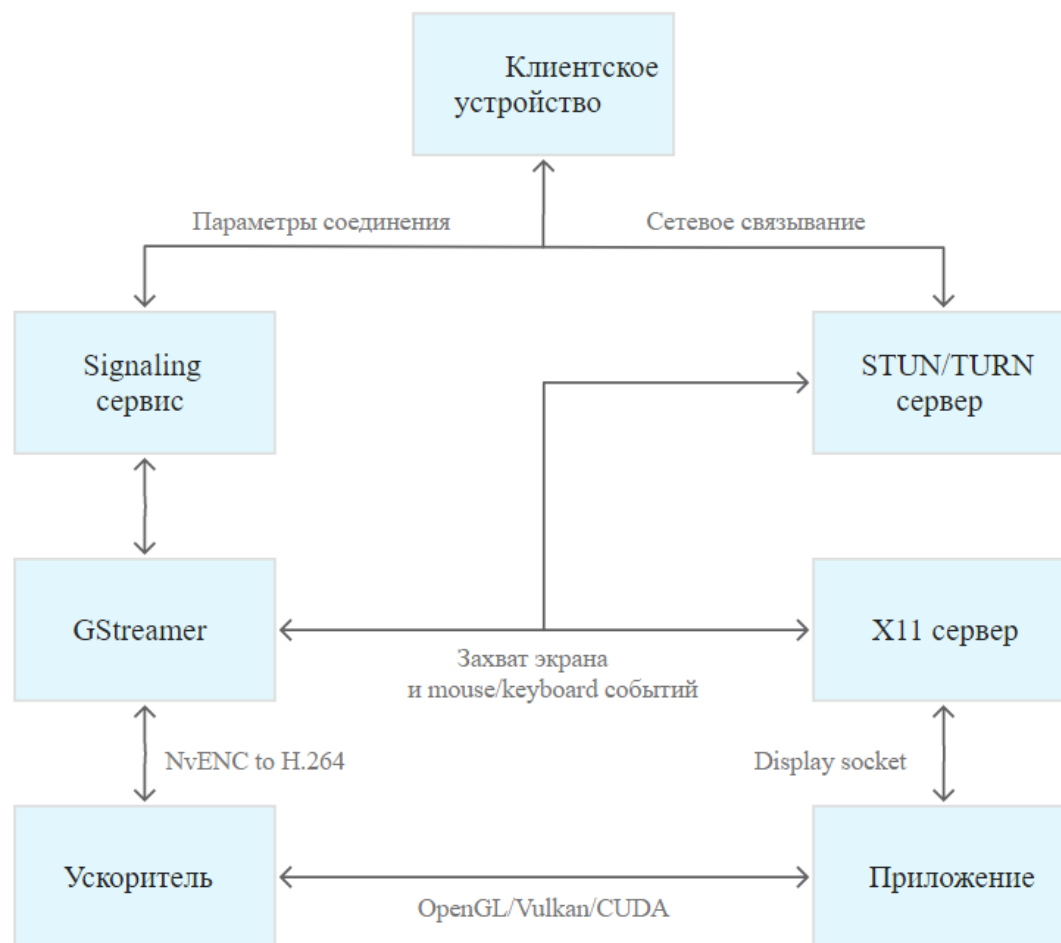 Клиентское
устройство
Параметры соединения
Сетевое связывание
Signaling
сервис
STUN/TURN
сервер
GStreamer
X11 сервер
Захват экрана
и mouse/keyboard событий
NvENC to H.264
Display socket
Ускоритель
Приложение
OpenGL/Vulkan/CUDA